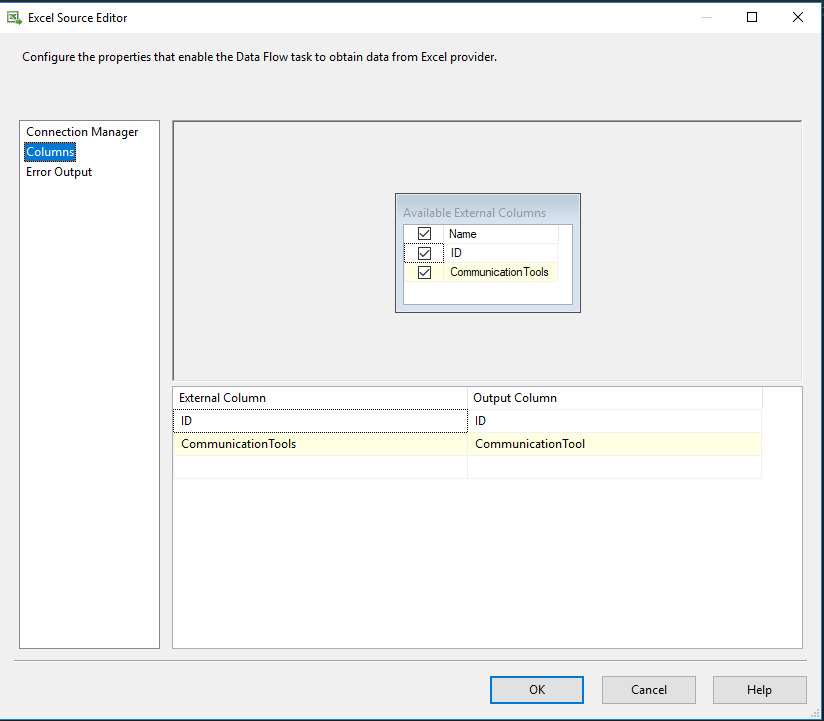 Excel Source Editor
Configure the properties that enable the Data Flow task to obtain data from Excel provider.
Connection Manager
Columns
Error Output
Available External Columns
Name
ID
CommunicationTools
External Column Output Column
ID ID
CommunicationTools CommunicationTool
OK Cancel Help